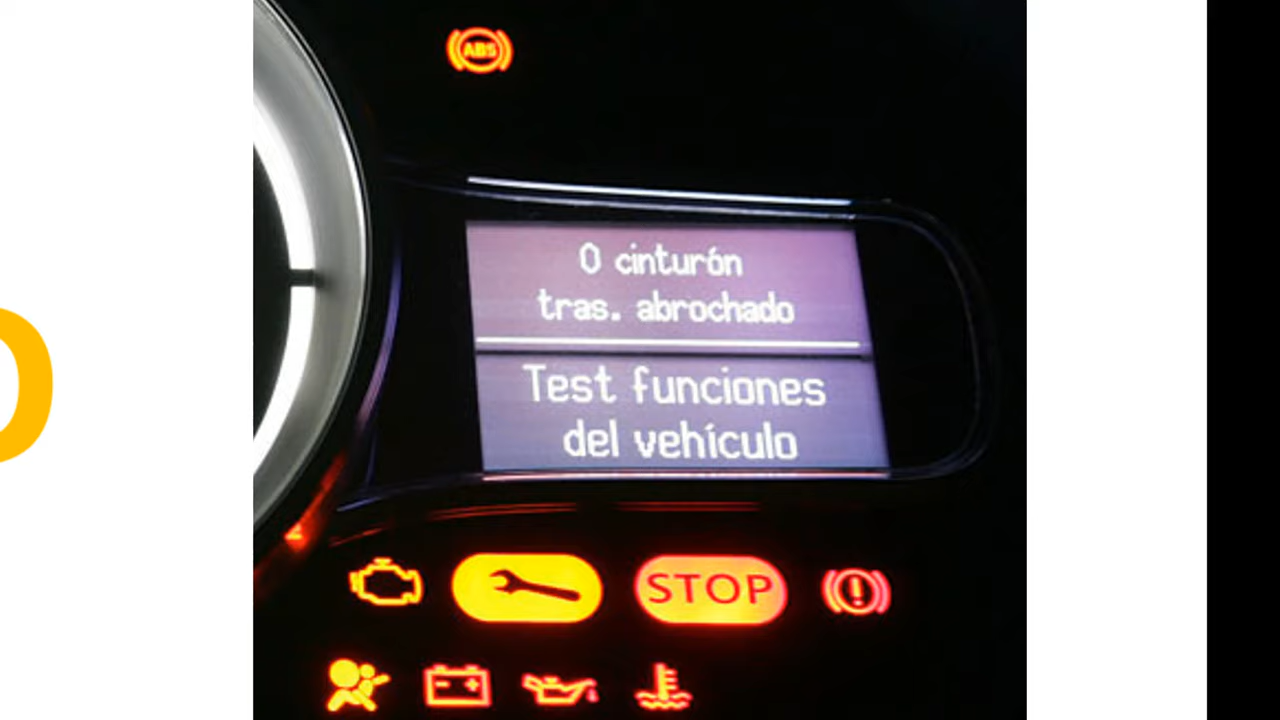 ABS
0 cinturón
tras. abrochado
Test funciones
del vehículo
STOP